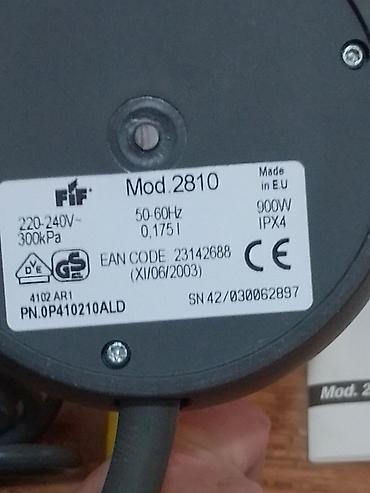 FiF® Mod.2810 Made in E.U
220-240V~ 50-60Hz 900W
300kPa 0,175 l IPX4
D E GS EAN CODE 23142688 CE
(XI/06/2003)
4102 AR1
PN.0P410210ALD SN 42/030062897
Mod. 2